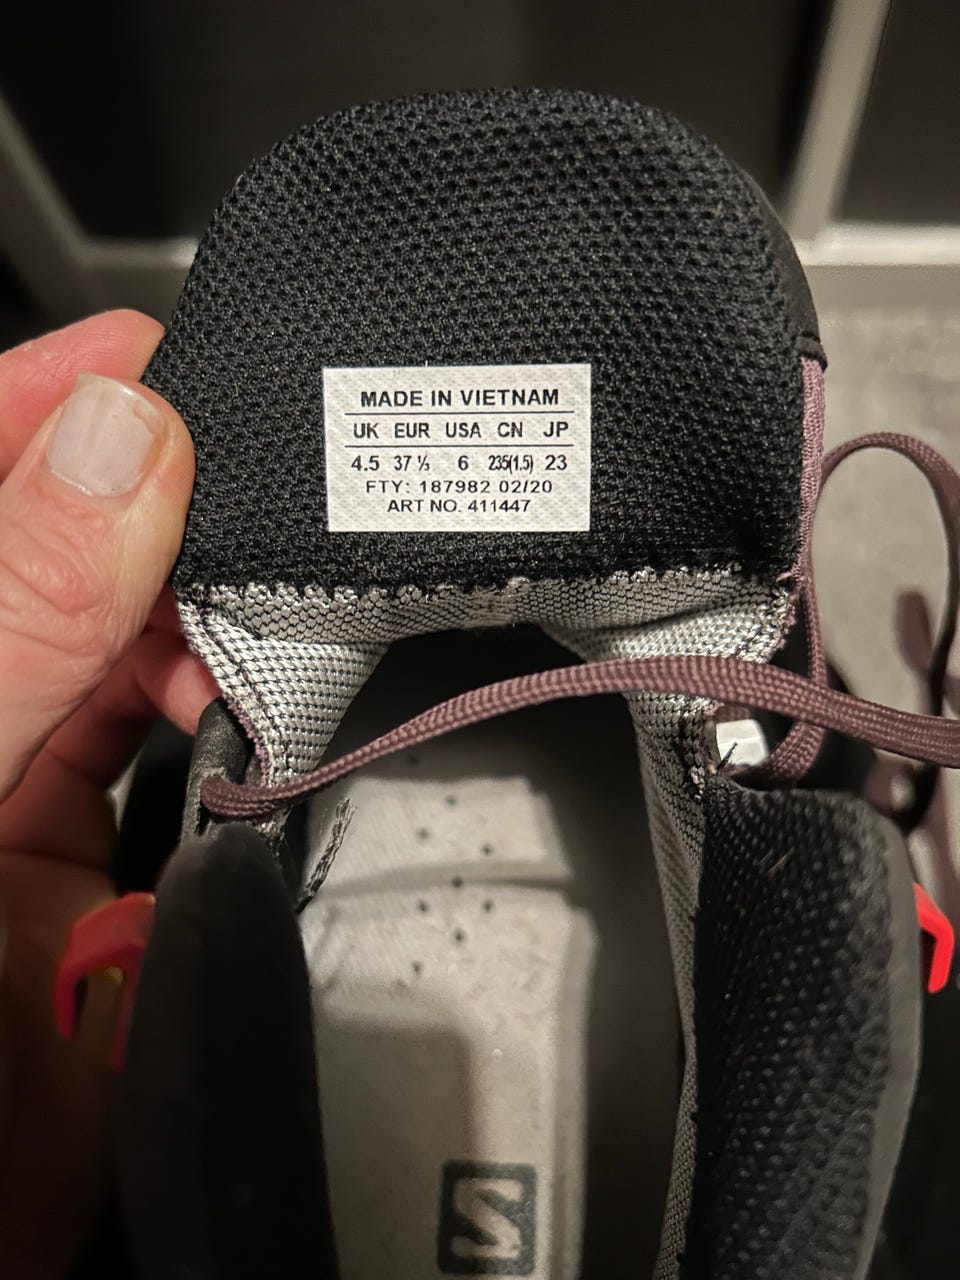 MADE IN VIETNAM
UK EUR USA CN JP
4.5 37 ⅓ 6 235(1.5) 23
FTY: 187982 02/20
ART NO. 411447
S